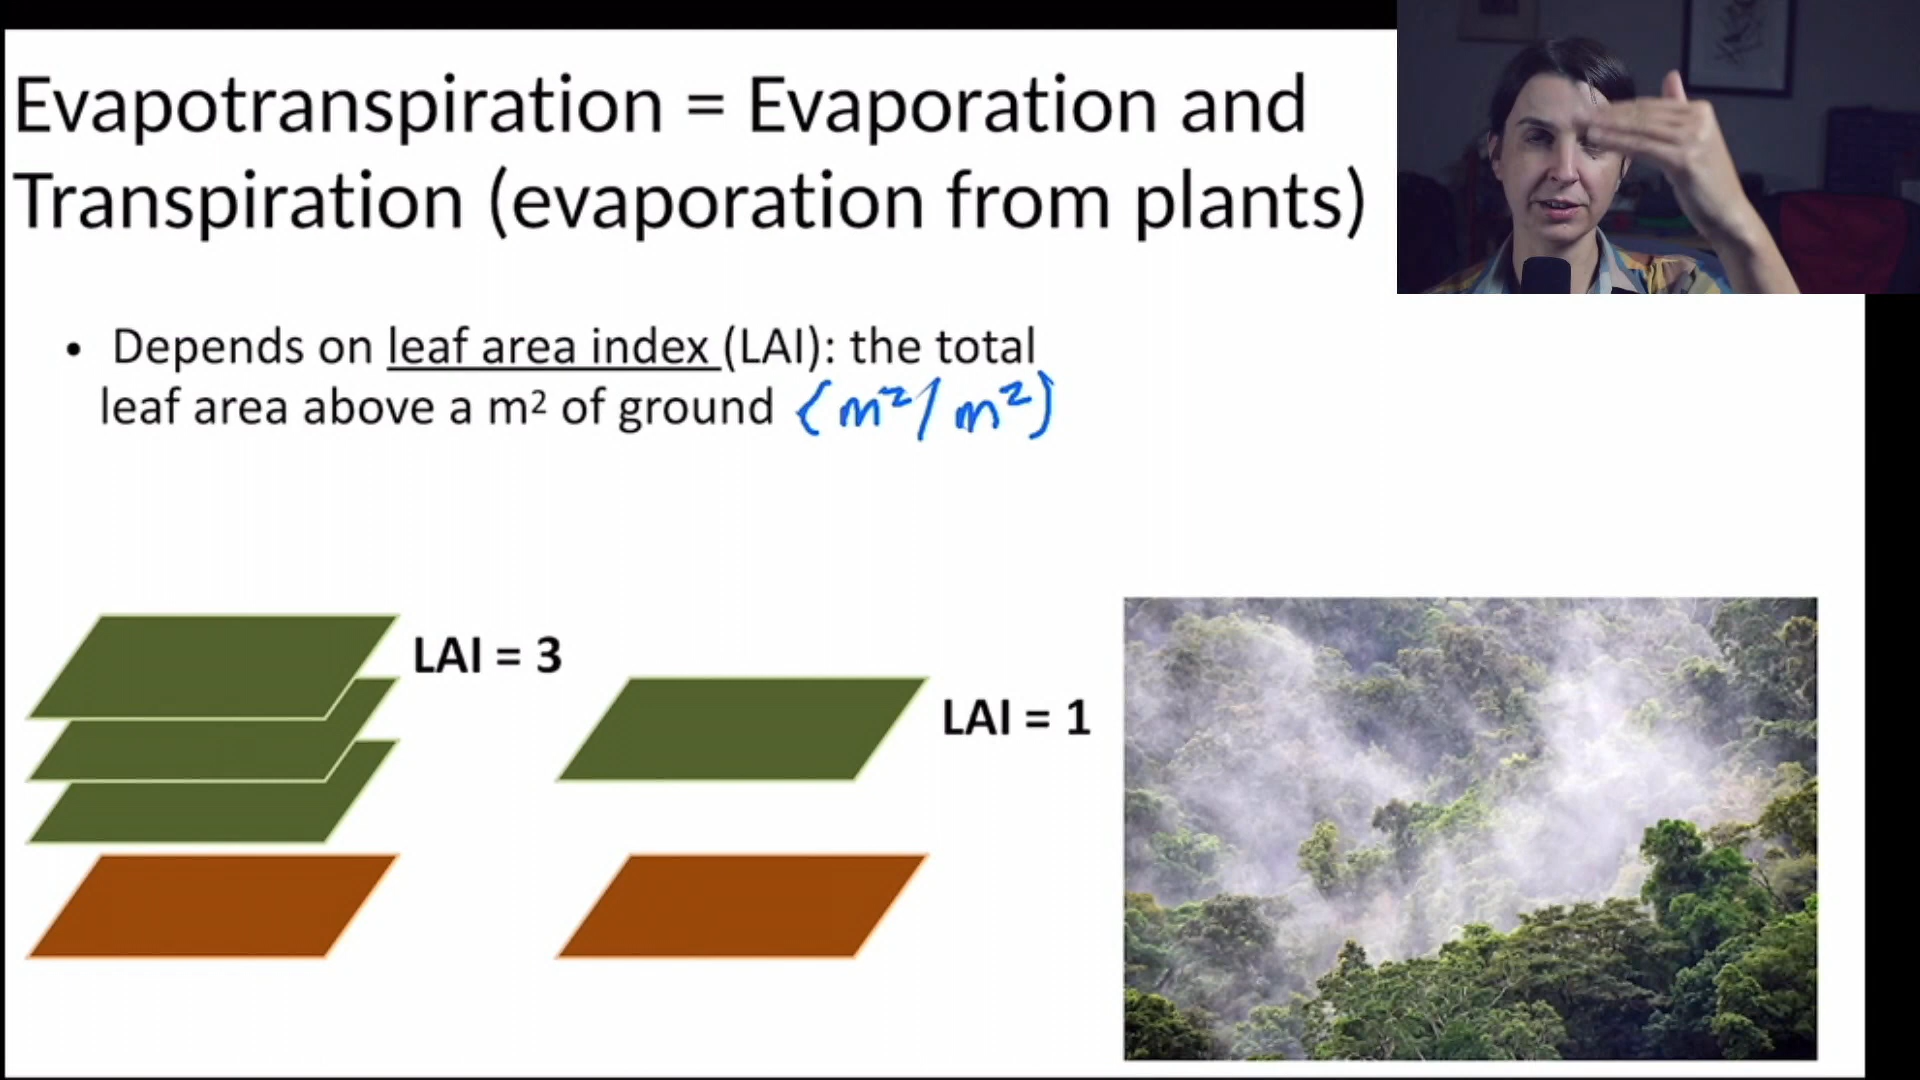 Evapotranspiration = Evaporation and
Transpiration (evaporation from plants)
• Depends on leaf area index (LAI): the total
leaf area above a m² of ground (m²/m²)
LAI = 3
LAI = 1